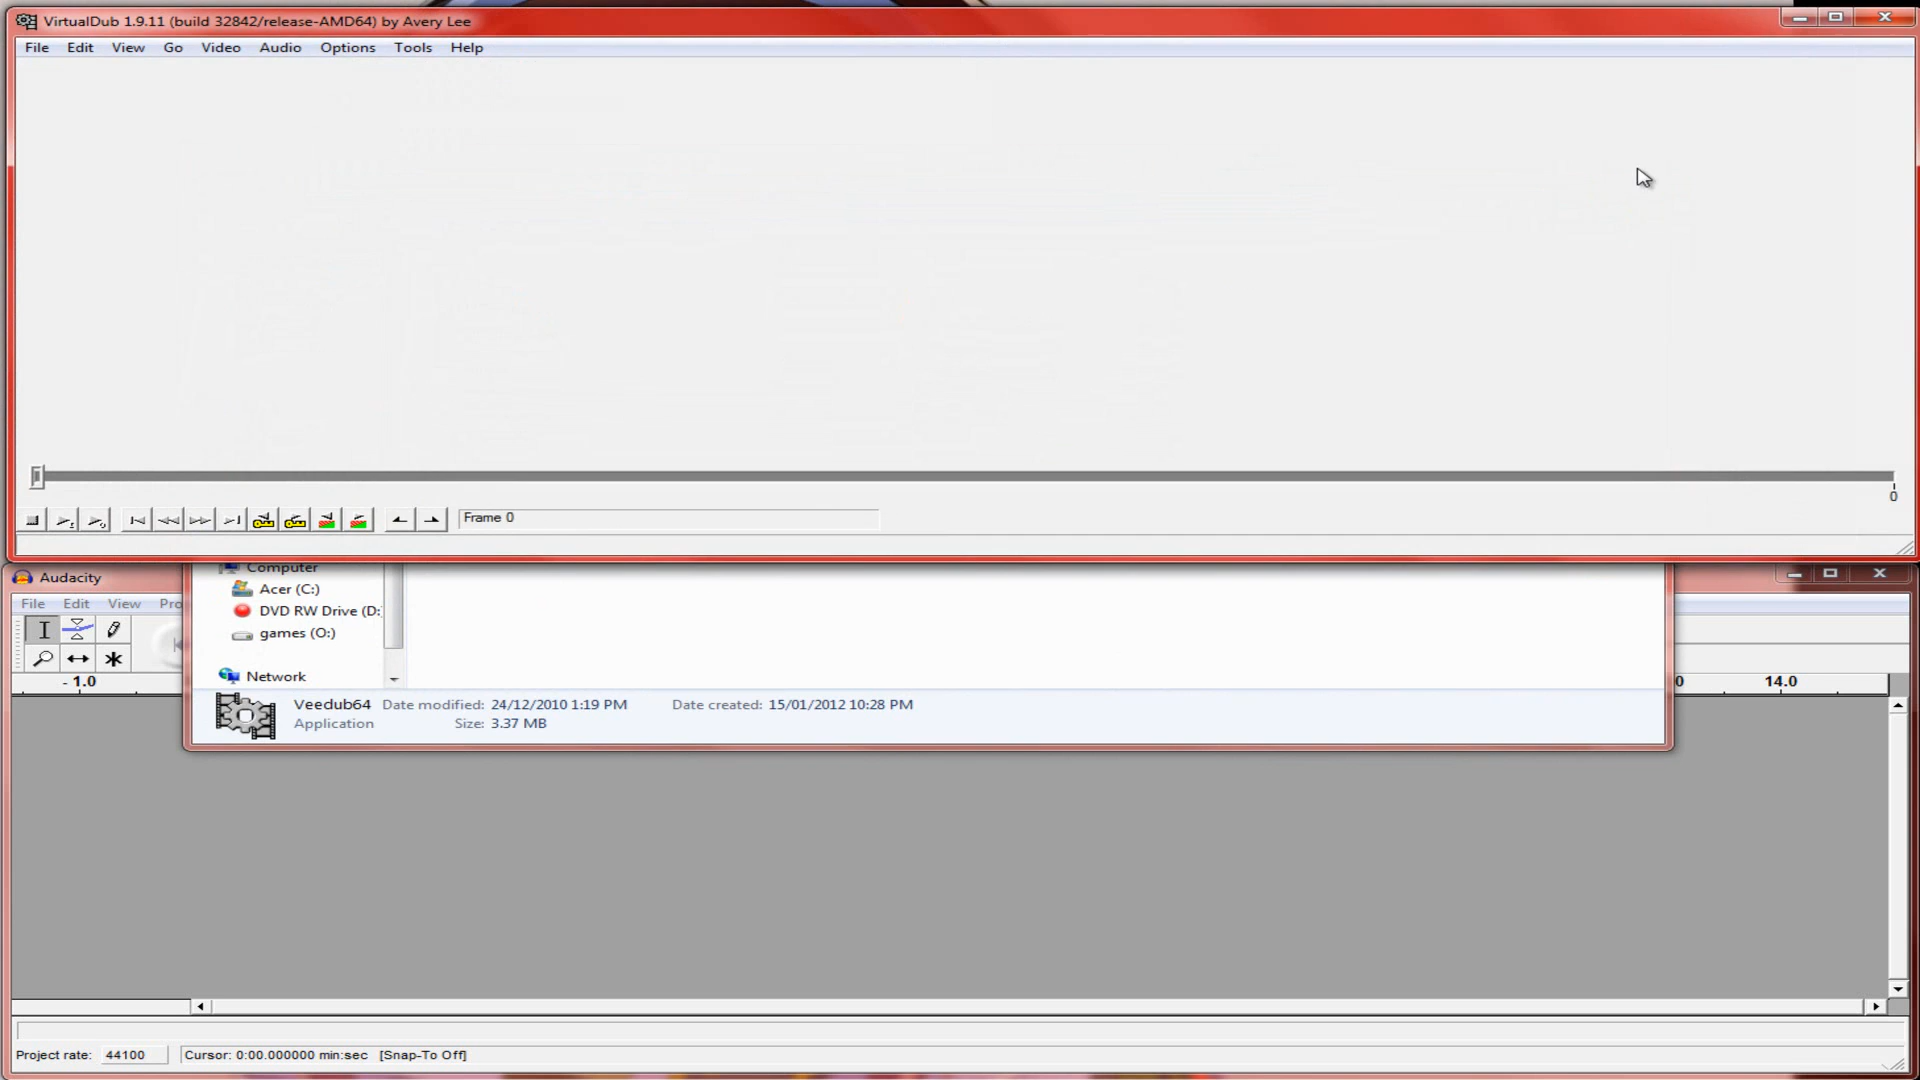 VirtualDub 1.9.11 (build 32842/release-AMD64) by Avery Lee
File Edit View Go Video Audio Options Tools Help
0
Frame 0
Audacity
File Edit View Pro
Computer
Acer (C:)
DVD RW Drive (D:
games (O:)
Network
- 1.0
0 14.0
Veedub64 Date modified: 24/12/2010 1:19 PM Date created: 15/01/2012 10:28 PM
Application Size: 3.37 MB
Project rate: 44100 Cursor: 0:00.000000 min:sec [Snap-To Off]